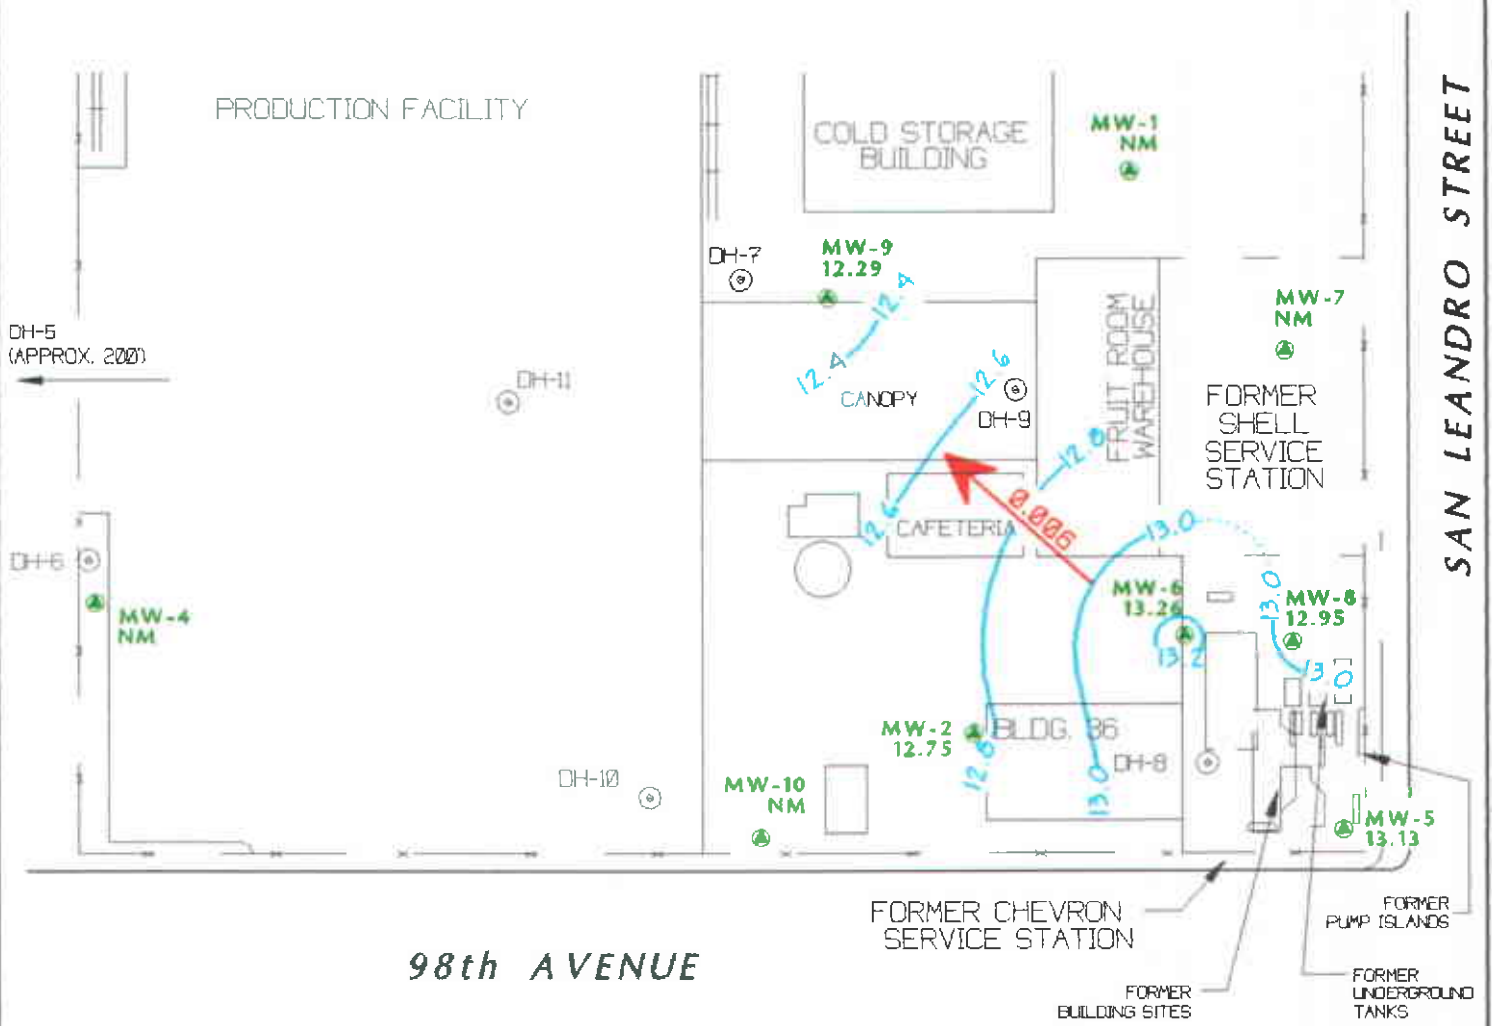 PRODUCTION FACILITY
COLD STORAGE
BUILDING
MW-1
NM
SAN LEANDRO STREET
DH-7
MW-9
12.29
12.4
12.4
CANOPY
12.6
DH-9
12.6
FRUIT ROOM
WAREHOUSE
12.8
MW-7
NM
FORMER
SHELL
SERVICE
STATION
DH-5
(APPROX. 200')
DH-11
CAFETERIA
0.006
13.0
DH-6
MW-4
NM
MW-6
13.26
13.2
13.0
MW-8
12.95
13.0
MW-2
12.75
BLDG. 36
12.8
13.0
DH-8
DH-10
MW-10
NM
MW-5
13.13
FORMER CHEVRON
SERVICE STATION
FORMER
PUMP ISLANDS
98th AVENUE
FORMER
BUILDING SITES
FORMER
UNDERGROUND
TANKS